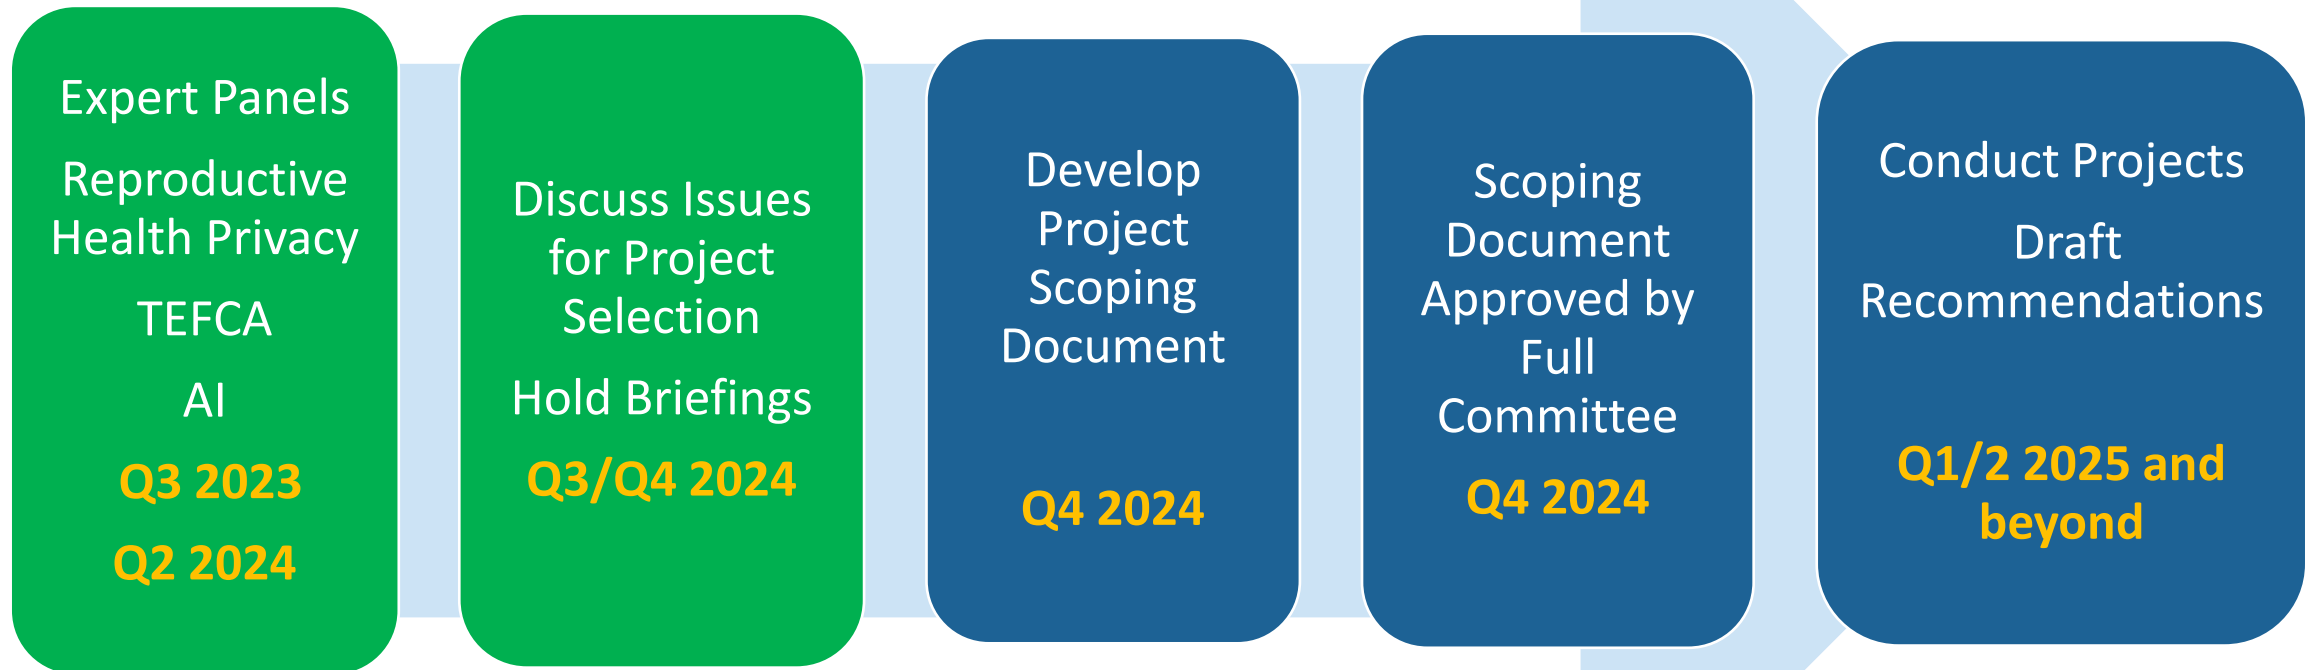 Expert Panels
Reproductive
Health Privacy
TEFCA
AI
Q3 2023
Q2 2024
Discuss Issues
for Project
Selection
Hold Briefings
Q3/Q4 2024
Develop
Project
Scoping
Document
Q4 2024
Scoping
Document
Approved by
Full
Committee
Q4 2024
Conduct Projects
Draft
Recommendations
Q1/2 2025 and
beyond